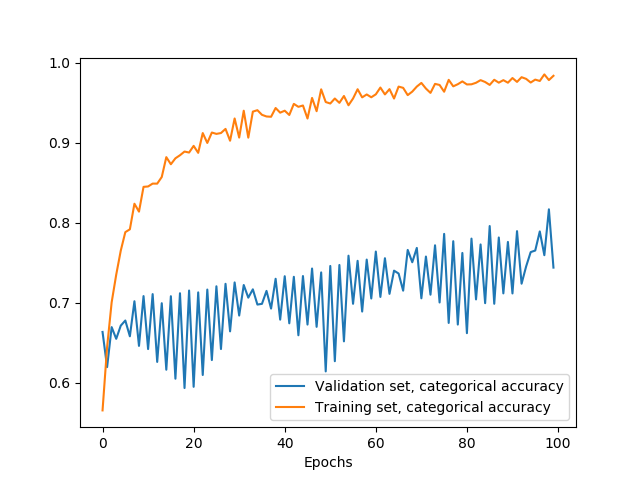 1.0
0.9
0.8
0.7
0.6
Validation set, categorical accuracy
Training set, categorical accuracy
0 20 40 60 80 100
Epochs